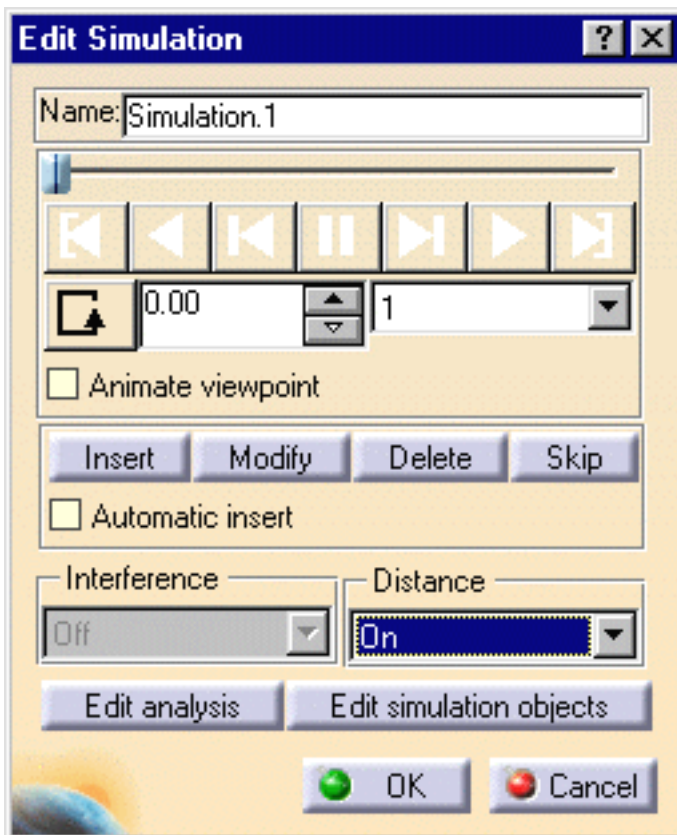 Edit Simulation
Name: Simulation.1
0.00 1
Animate viewpoint
Insert Modify Delete Skip
Automatic insert
Interference Distance
Off On
Edit analysis Edit simulation objects
OK Cancel